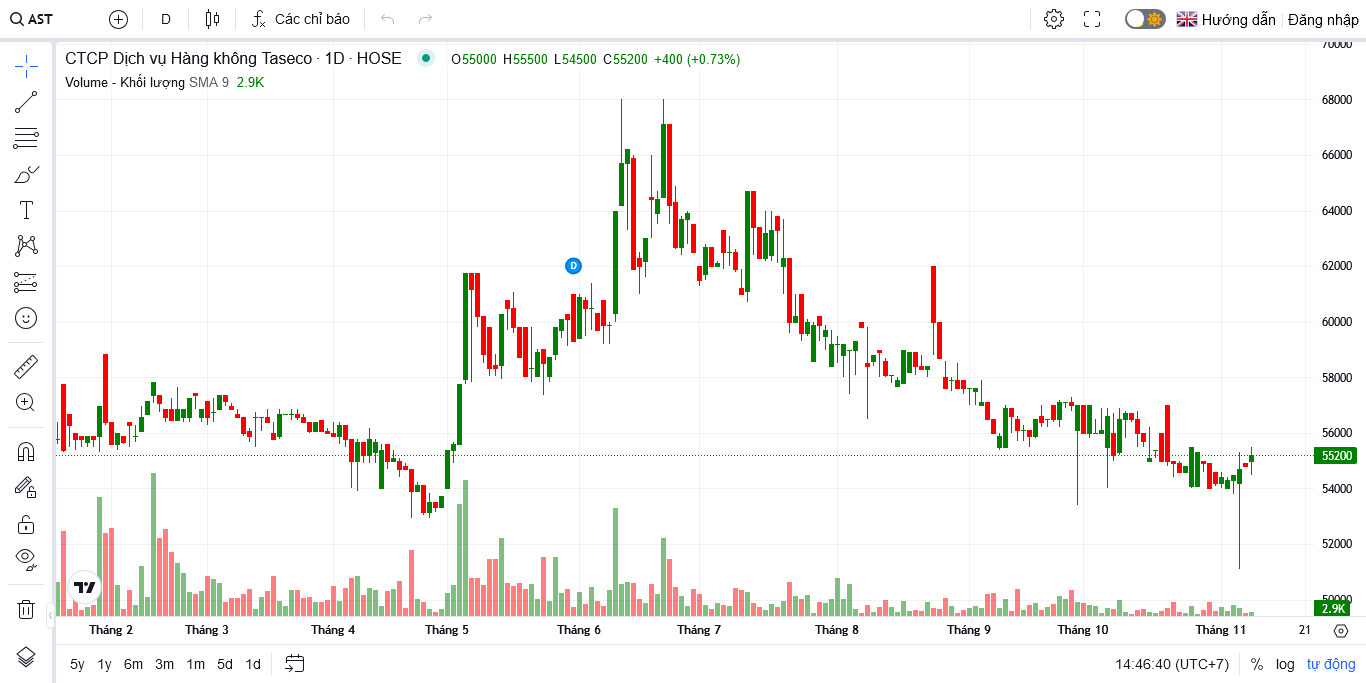 AST D Các chỉ báo Hướng dẫn Đăng nhập
CTCP Dịch vụ Hàng không Taseco · 1D · HOSE O55000 H55500 L54500 C55200 +400 (+0.73%)
Volume - Khối lượng SMA 9 2.9K
70000
68000
66000
64000
D
62000
60000
58000
56000
55200
54000
52000
50000
2.9K
Tháng 2 Tháng 3 Tháng 4 Tháng 5 Tháng 6 Tháng 7 Tháng 8 Tháng 9 Tháng 10 Tháng 11 21
5y 1y 6m 3m 1m 5d 1d 14:46:40 (UTC+7) % log tự động